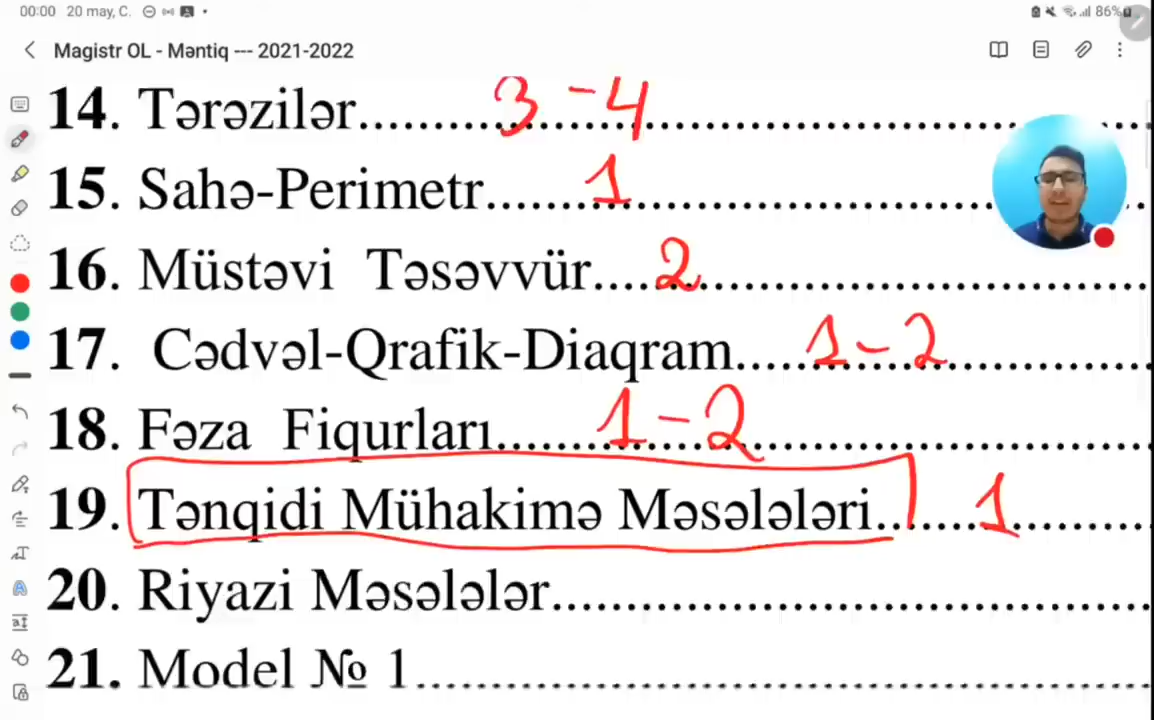 00:00 20 may, C. 86%
Magistr OL - Məntiq --- 2021-2022
14. Tərəzilər.......... 3-4
15. Sahə-Perimetr.......... 1
16. Müstəvi Təsəvvür.......... 2
17. Cədvəl-Qrafik-Diaqram.......... 1-2
18. Fəza Fiqurları.......... 1-2
19. Tənqidi Mühakimə Məsələləri.......... 1
20. Riyazi Məsələlər..........
21. Model № 1..........